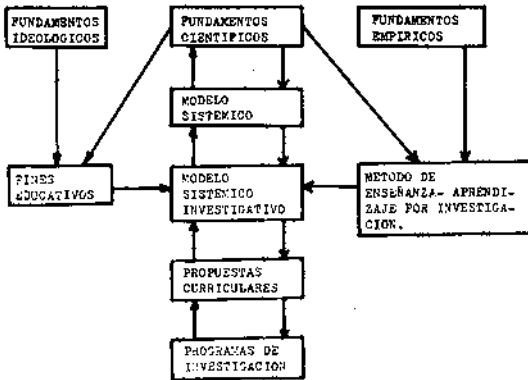 FUNDAMENTOS
IDEOLOGICOS
FUNDAMENTOS
CIENTIFICOS
FUNDAMENTOS
EMPIRICOS
MODELO
SISTEMICO
FINES
EDUCATIVOS
MODELO
SISTEMICO
INVESTIGATIVO
METODO DE
ENSEÑANZA- APRENDI-
ZAJE POR INVESTIGA-
CION.
PROPUESTAS
CURRICULARES
PROGRAMAS DE
INVESTIGACION